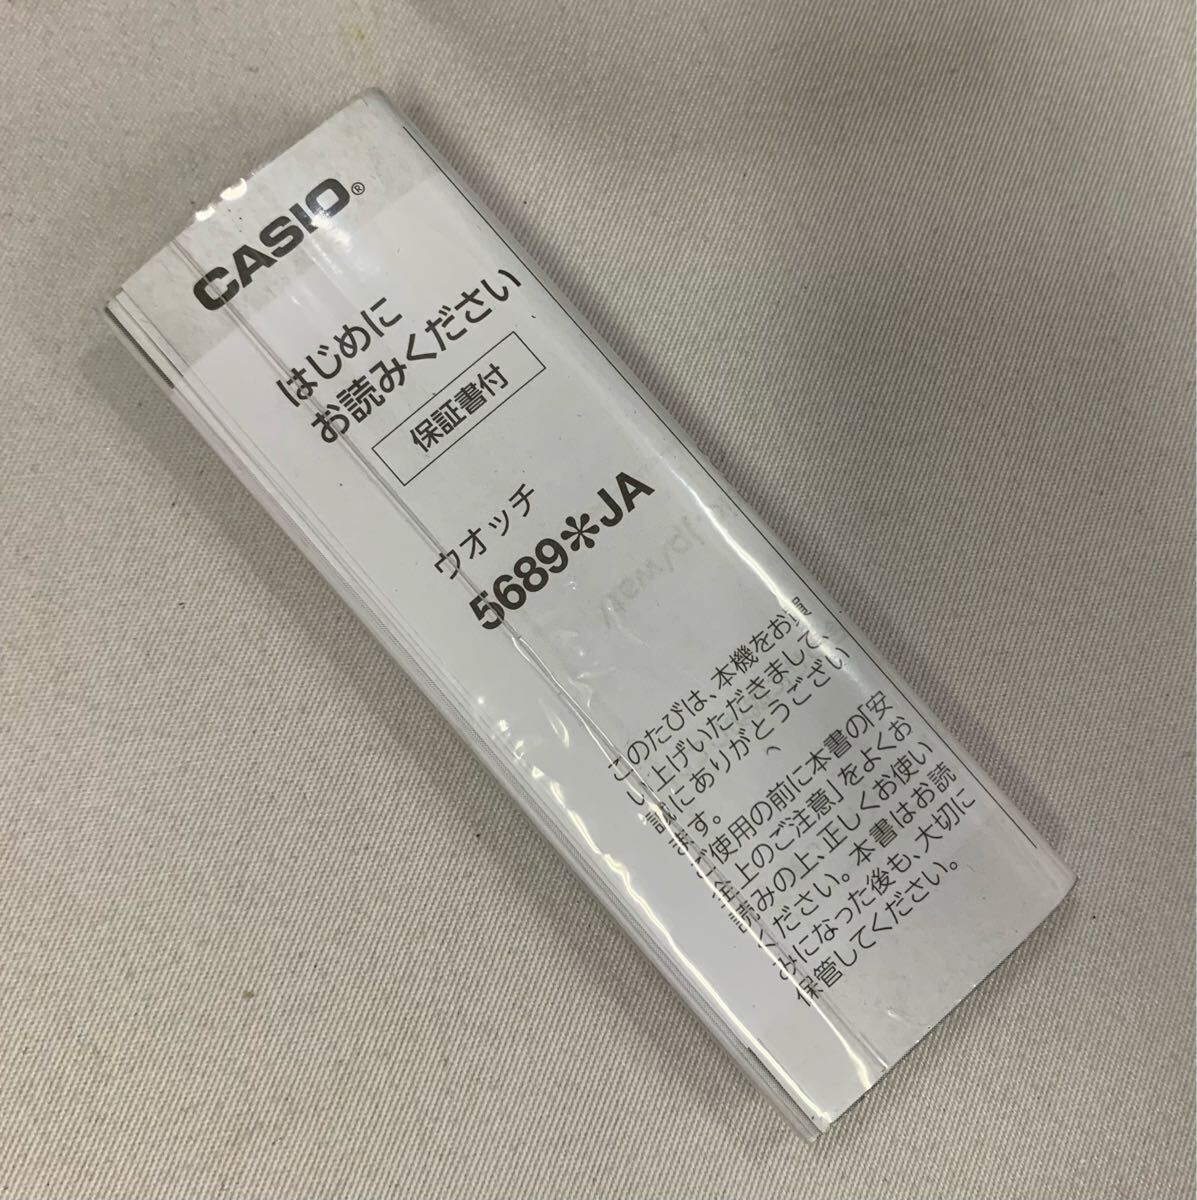 CASIO®
はじめに
お読みください
保証書付
ウオッチ
5689✻JA
このたびは、本機をお買
い上げいただきまして、
誠にありがとうござい
ます。
ご使用の前に本書の「安
全上のご注意」をよくお
読みの上、正しくお使い
ください。本書はお読
みになった後も、大切に
保管してください。